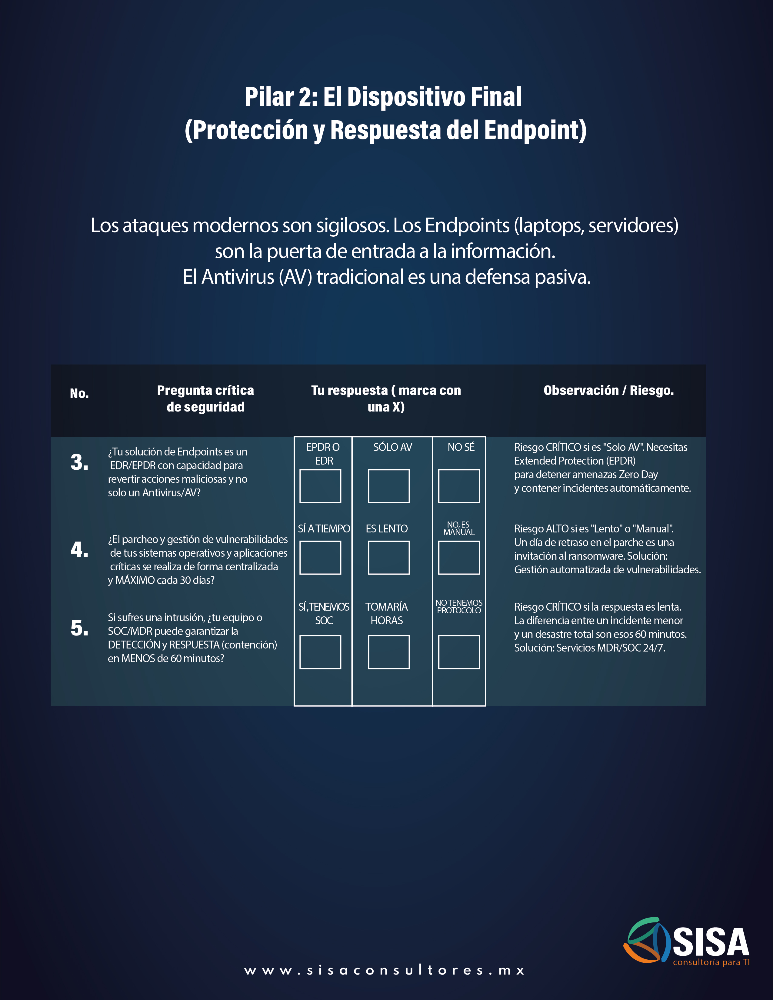 Pilar 2: El Dispositivo Final
(Protección y Respuesta del Endpoint)
Los ataques modernos son sigilosos. Los Endpoints (laptops, servidores)
son la puerta de entrada a la información.
El Antivirus (AV) tradicional es una defensa pasiva.
No.
Pregunta crítica
de seguridad
Tu respuesta ( marca con
una X)
Observación / Riesgo.
3.
¿Tu solución de Endpoints es un
EDR/EPDR con capacidad para
revertir acciones maliciosas y no
solo un Antivirus/AV?
EPDR O
EDR
SÓLO AV
NO SÉ
Riesgo CRÍTICO si es "Solo AV". Necesitas
Extended Protection (EPDR)
para detener amenazas Zero Day
y contener incidentes automáticamente.
4.
¿El parcheo y gestión de vulnerabilidades
de tus sistemas operativos y aplicaciones
críticas se realiza de forma centralizada
y MÁXIMO cada 30 días?
SÍ A TIEMPO
ES LENTO
NO, ES
MANUAL
Riesgo ALTO si es "Lento" o "Manual".
Un día de retraso en el parche es una
invitación al ransomware. Solución:
Gestión automatizada de vulnerabilidades.
5.
Si sufres una intrusión, ¿tu equipo o
SOC/MDR puede garantizar la
DETECCIÓN y RESPUESTA (contención)
en MENOS de 60 minutos?
SÍ ,TENEMOS
SOC
TOMARÍA
HORAS
NO TENEMOS
PROTOCOLO
Riesgo CRÍTICO si la respuesta es lenta.
La diferencia entre un incidente menor
y un desastre total son esos 60 minutos.
Solución: Servicios MDR/SOC 24/7.
SISA
consultoría para TI
www.sisaconsultores.mx